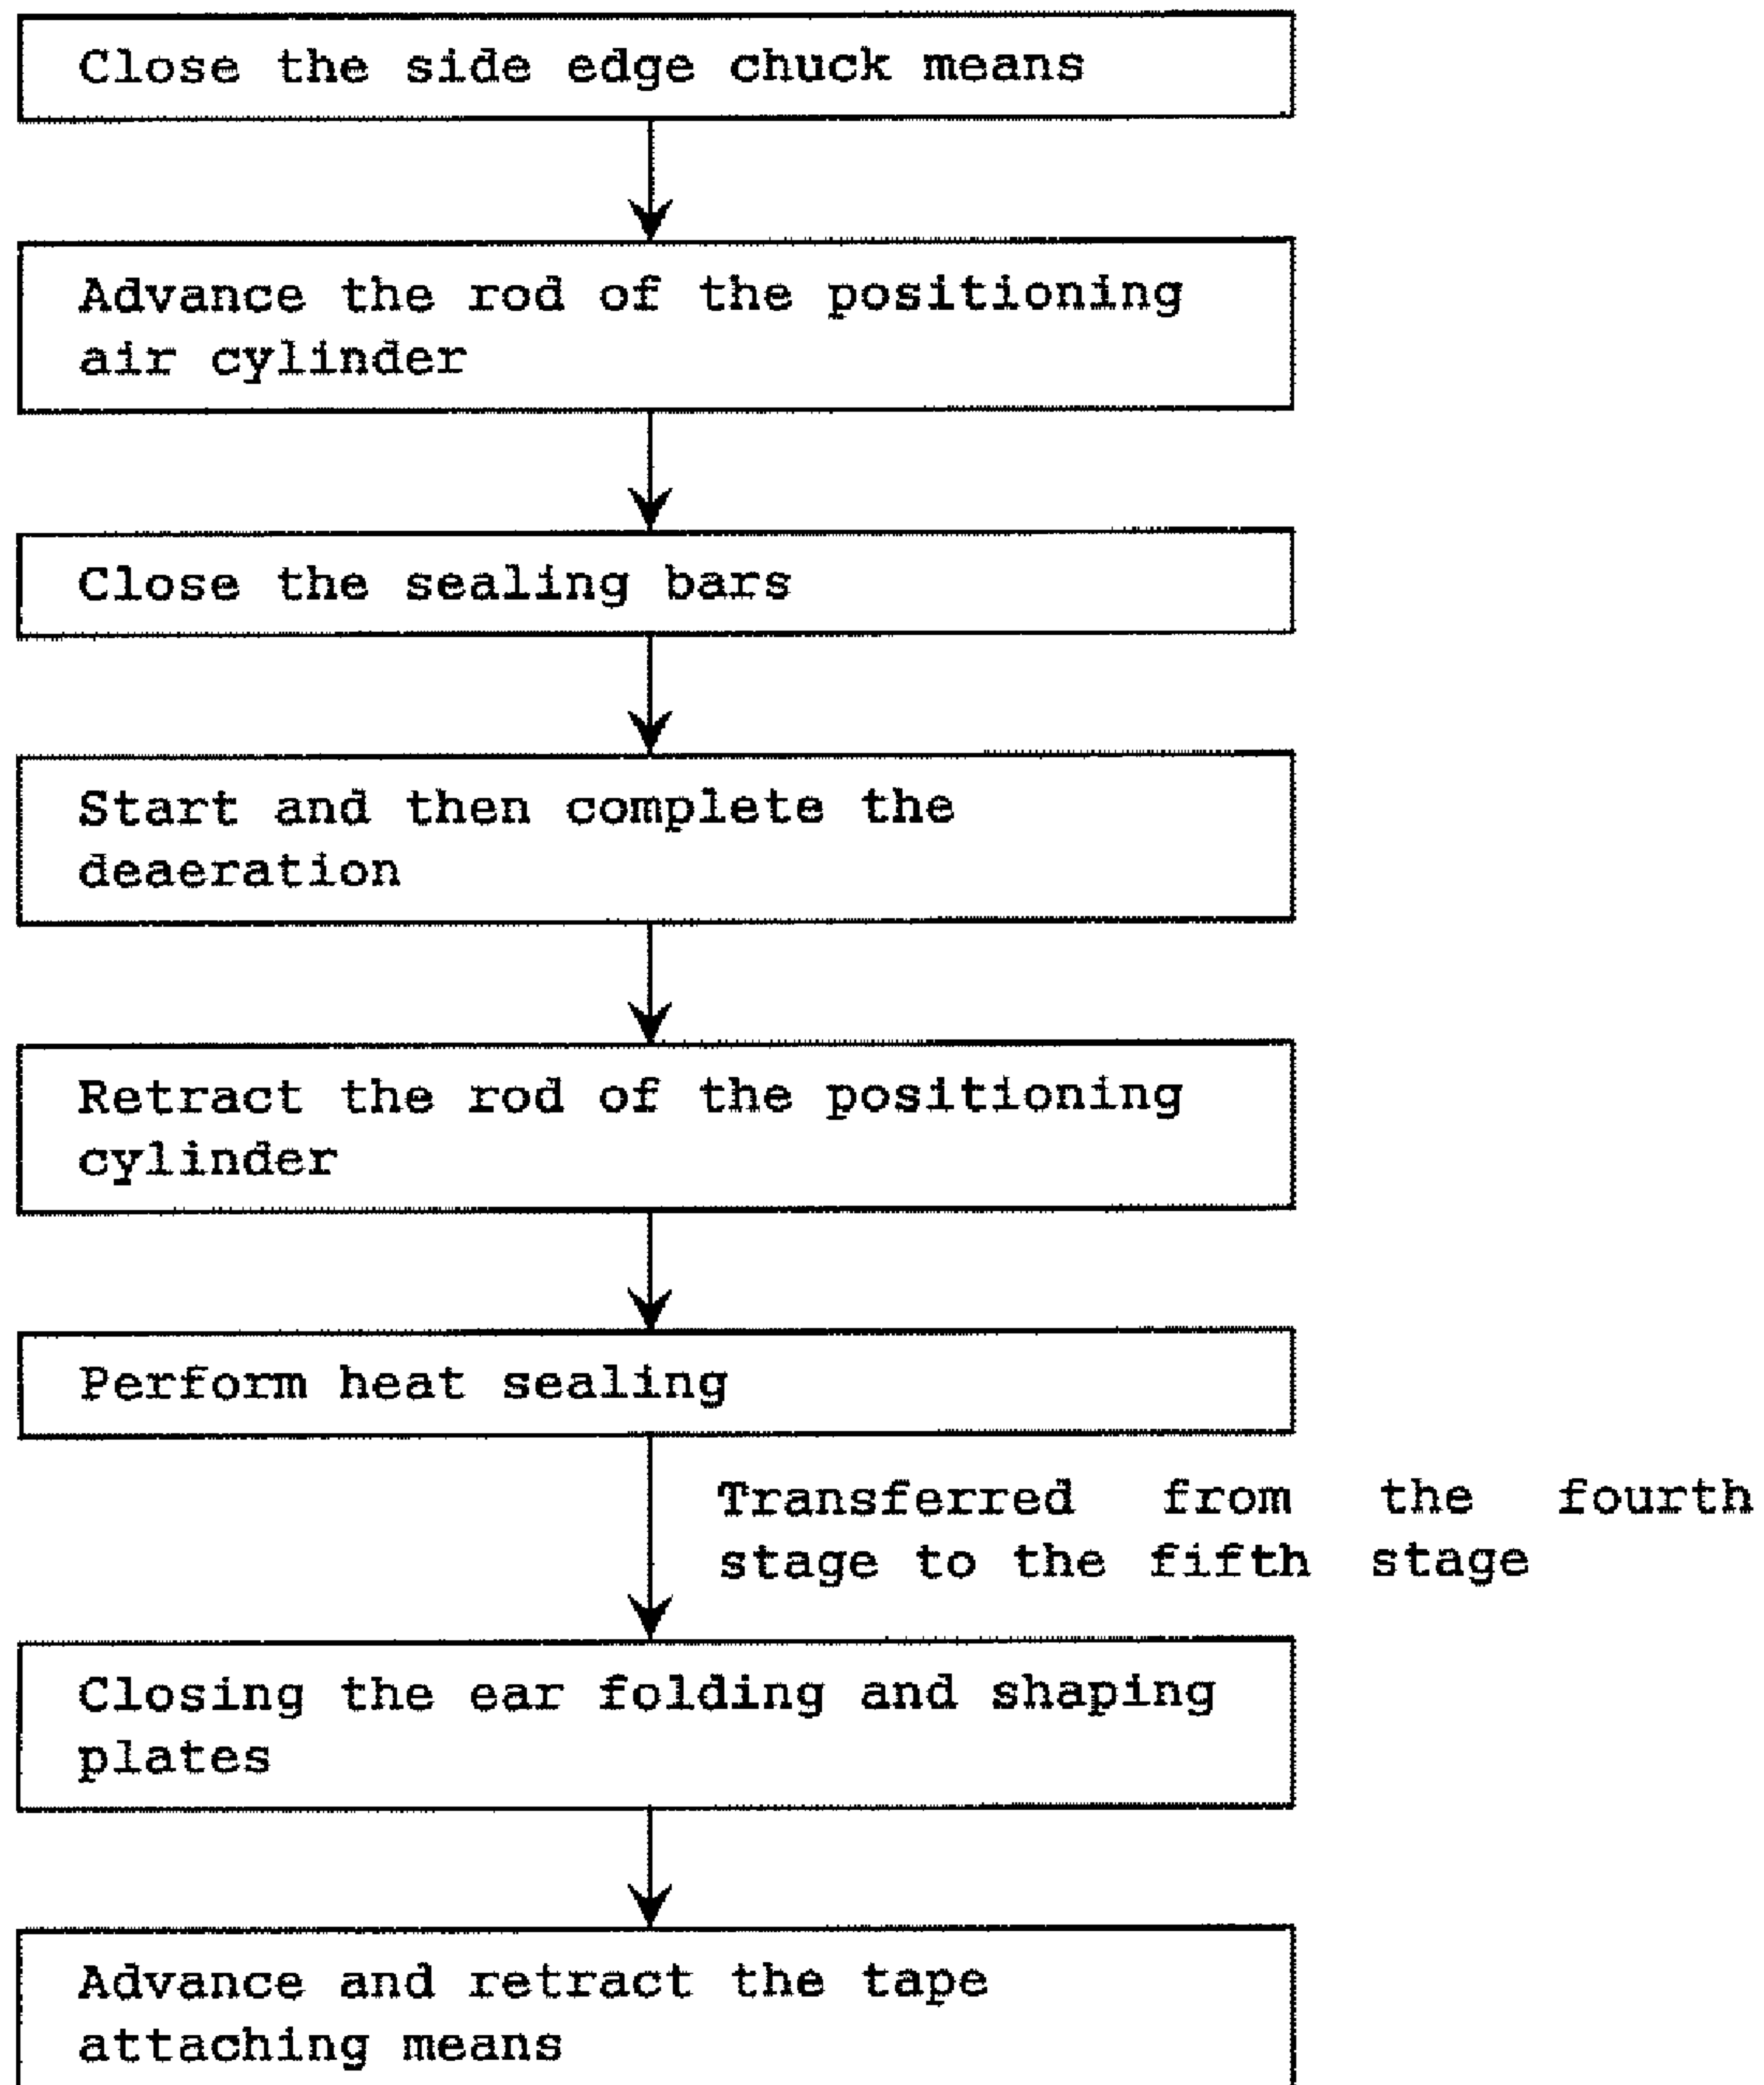 Close the side edge chuck means
Advance the rod of the positioning
air cylinder
Close the sealing bars
Start and then complete the
deaeration
Retract the rod of the positioning
cylinder
Perform heat sealing
Transferred from the fourth
stage to the fifth stage
Closing the ear folding and shaping
plates
Advance and retract the tape
attaching means